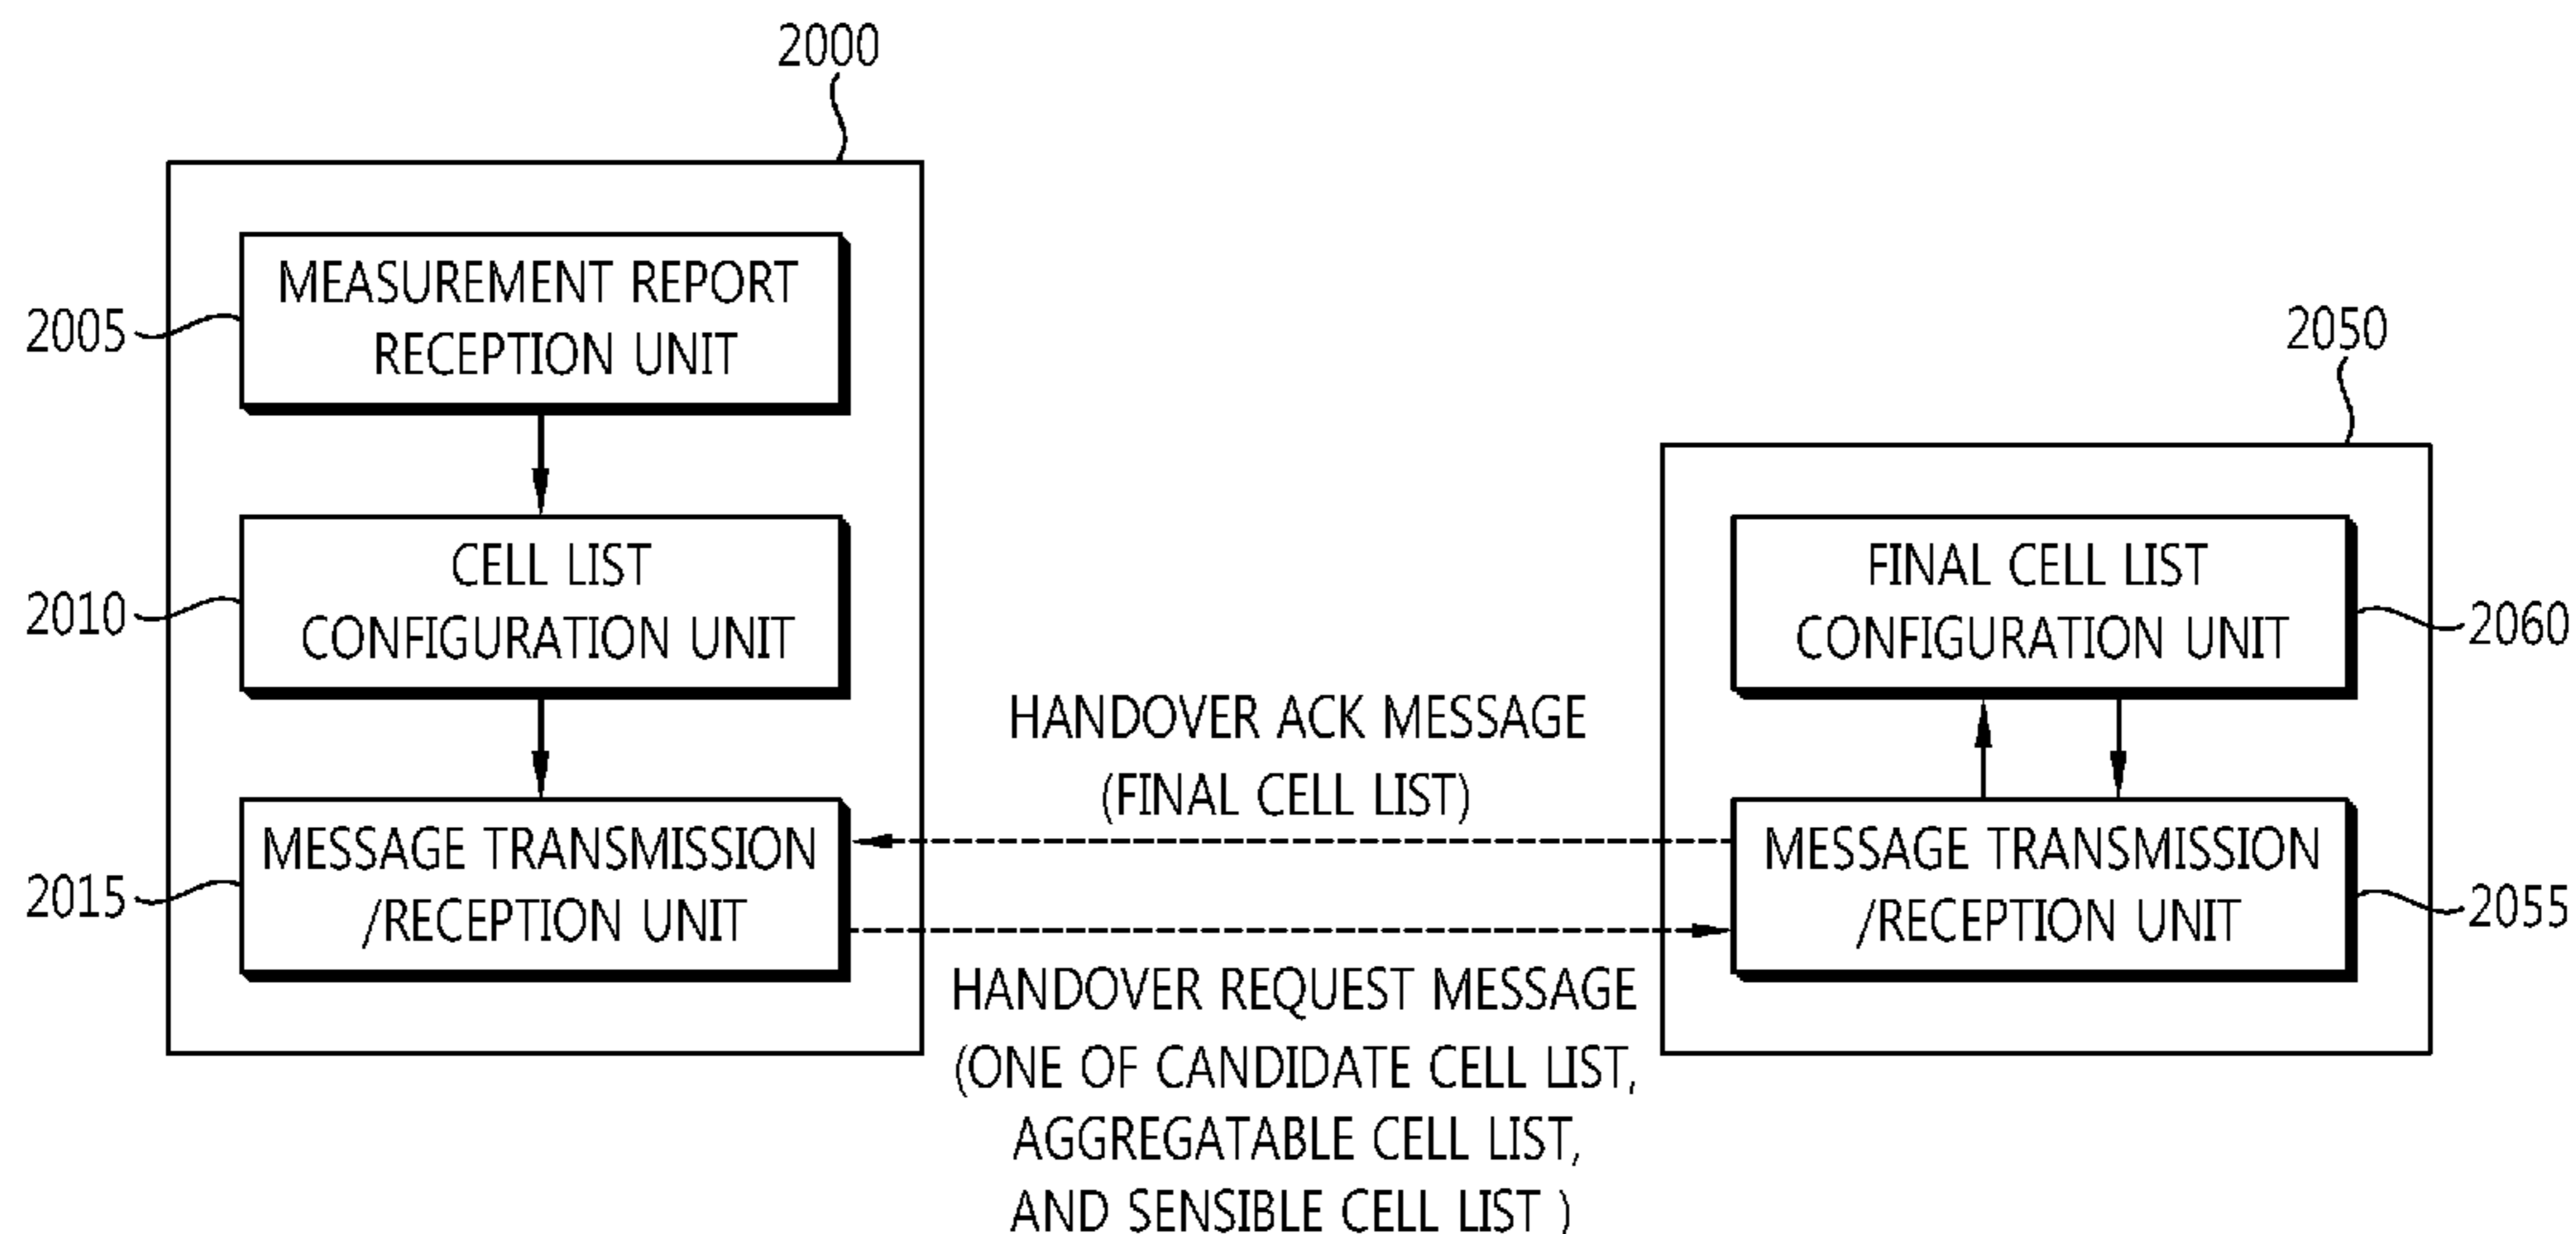 2000
MEASUREMENT REPORT
RECEPTION UNIT
2005
CELL LIST
CONFIGURATION UNIT
2010
MESSAGE TRANSMISSION
/RECEPTION UNIT
2015
HANDOVER ACK MESSAGE
(FINAL CELL LIST)
HANDOVER REQUEST MESSAGE
(ONE OF CANDIDATE CELL LIST,
AGGREGATABLE CELL LIST,
AND SENSIBLE CELL LIST )
2050
FINAL CELL LIST
CONFIGURATION UNIT
2060
MESSAGE TRANSMISSION
/RECEPTION UNIT
2055